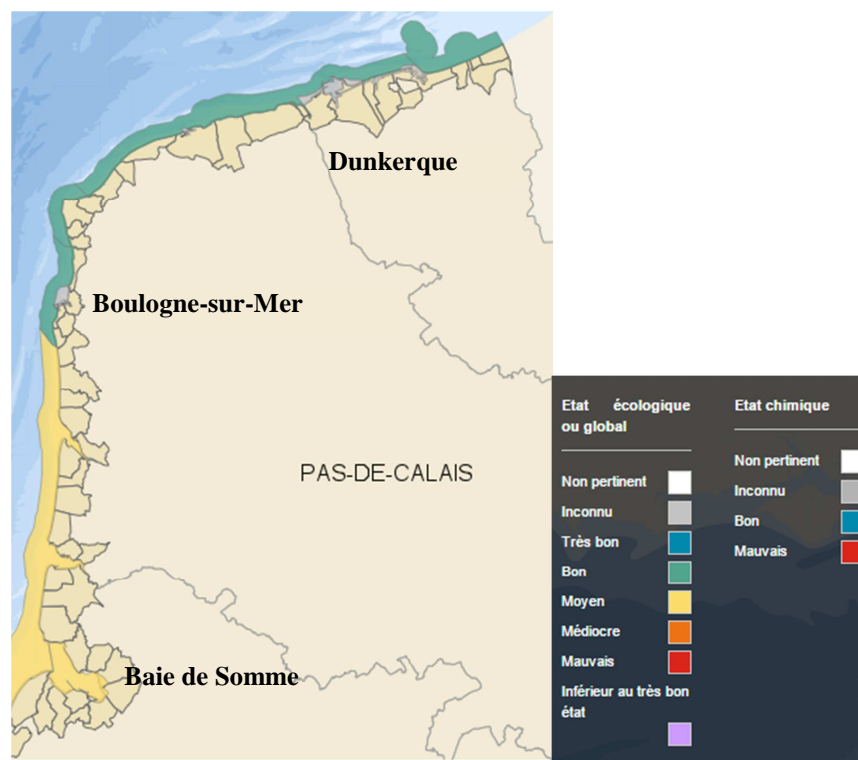 Dunkerque
Boulogne-sur-Mer
PAS-DE-CALAIS
Baie de Somme
Etat écologique
ou global
Non pertinent
Inconnu
Très bon
Bon
Moyen
Médiocre
Mauvais
Inférieur au très bon
état
Etat chimique
Non pertinent
Inconnu
Bon
Mauvais